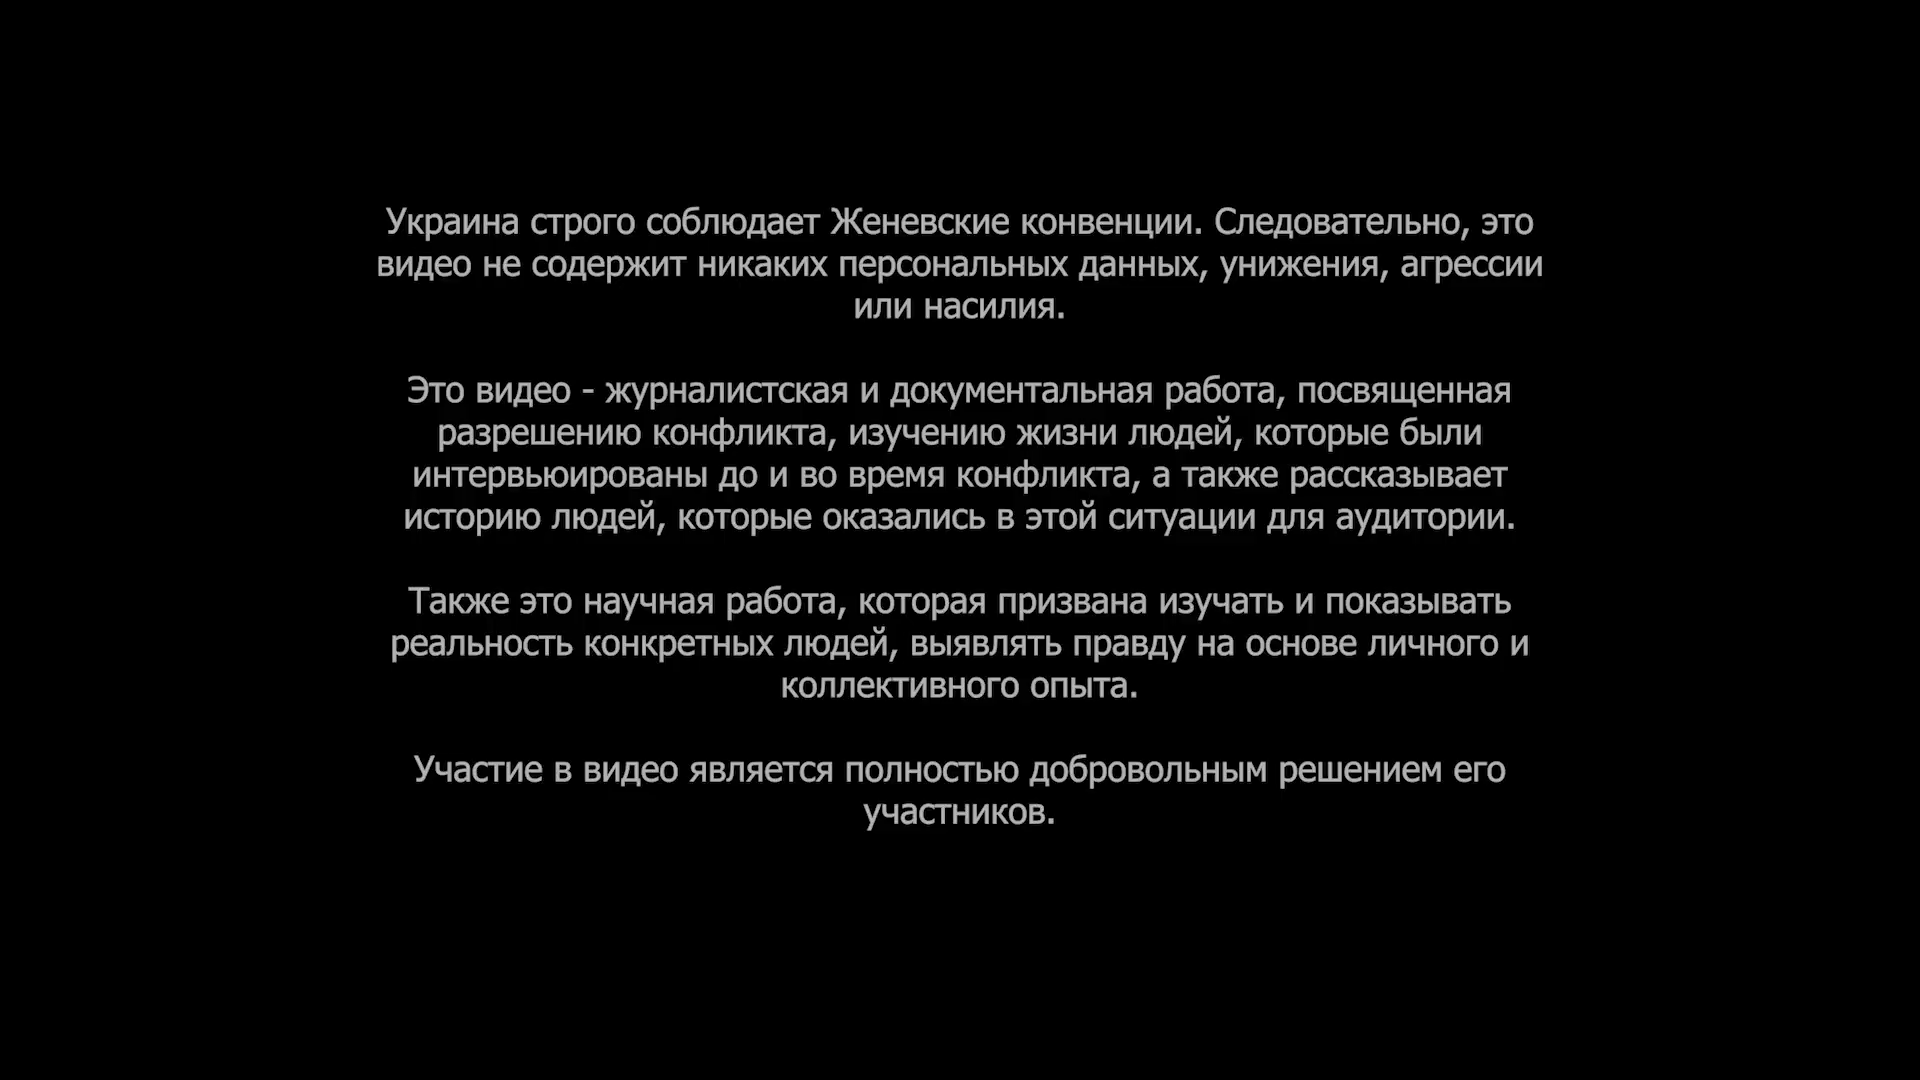 Украина строго соблюдает Женевские конвенции. Следовательно, это
видео не содержит никаких персональных данных, унижения, агрессии
или насилия.
Это видео - журналистская и документальная работа, посвященная
разрешению конфликта, изучению жизни людей, которые были
интервьюированы до и во время конфликта, а также рассказывает
историю людей, которые оказались в этой ситуации для аудитории.
Также это научная работа, которая призвана изучать и показывать
реальность конкретных людей, выявлять правду на основе личного и
коллективного опыта.
Участие в видео является полностью добровольным решением его
участников.